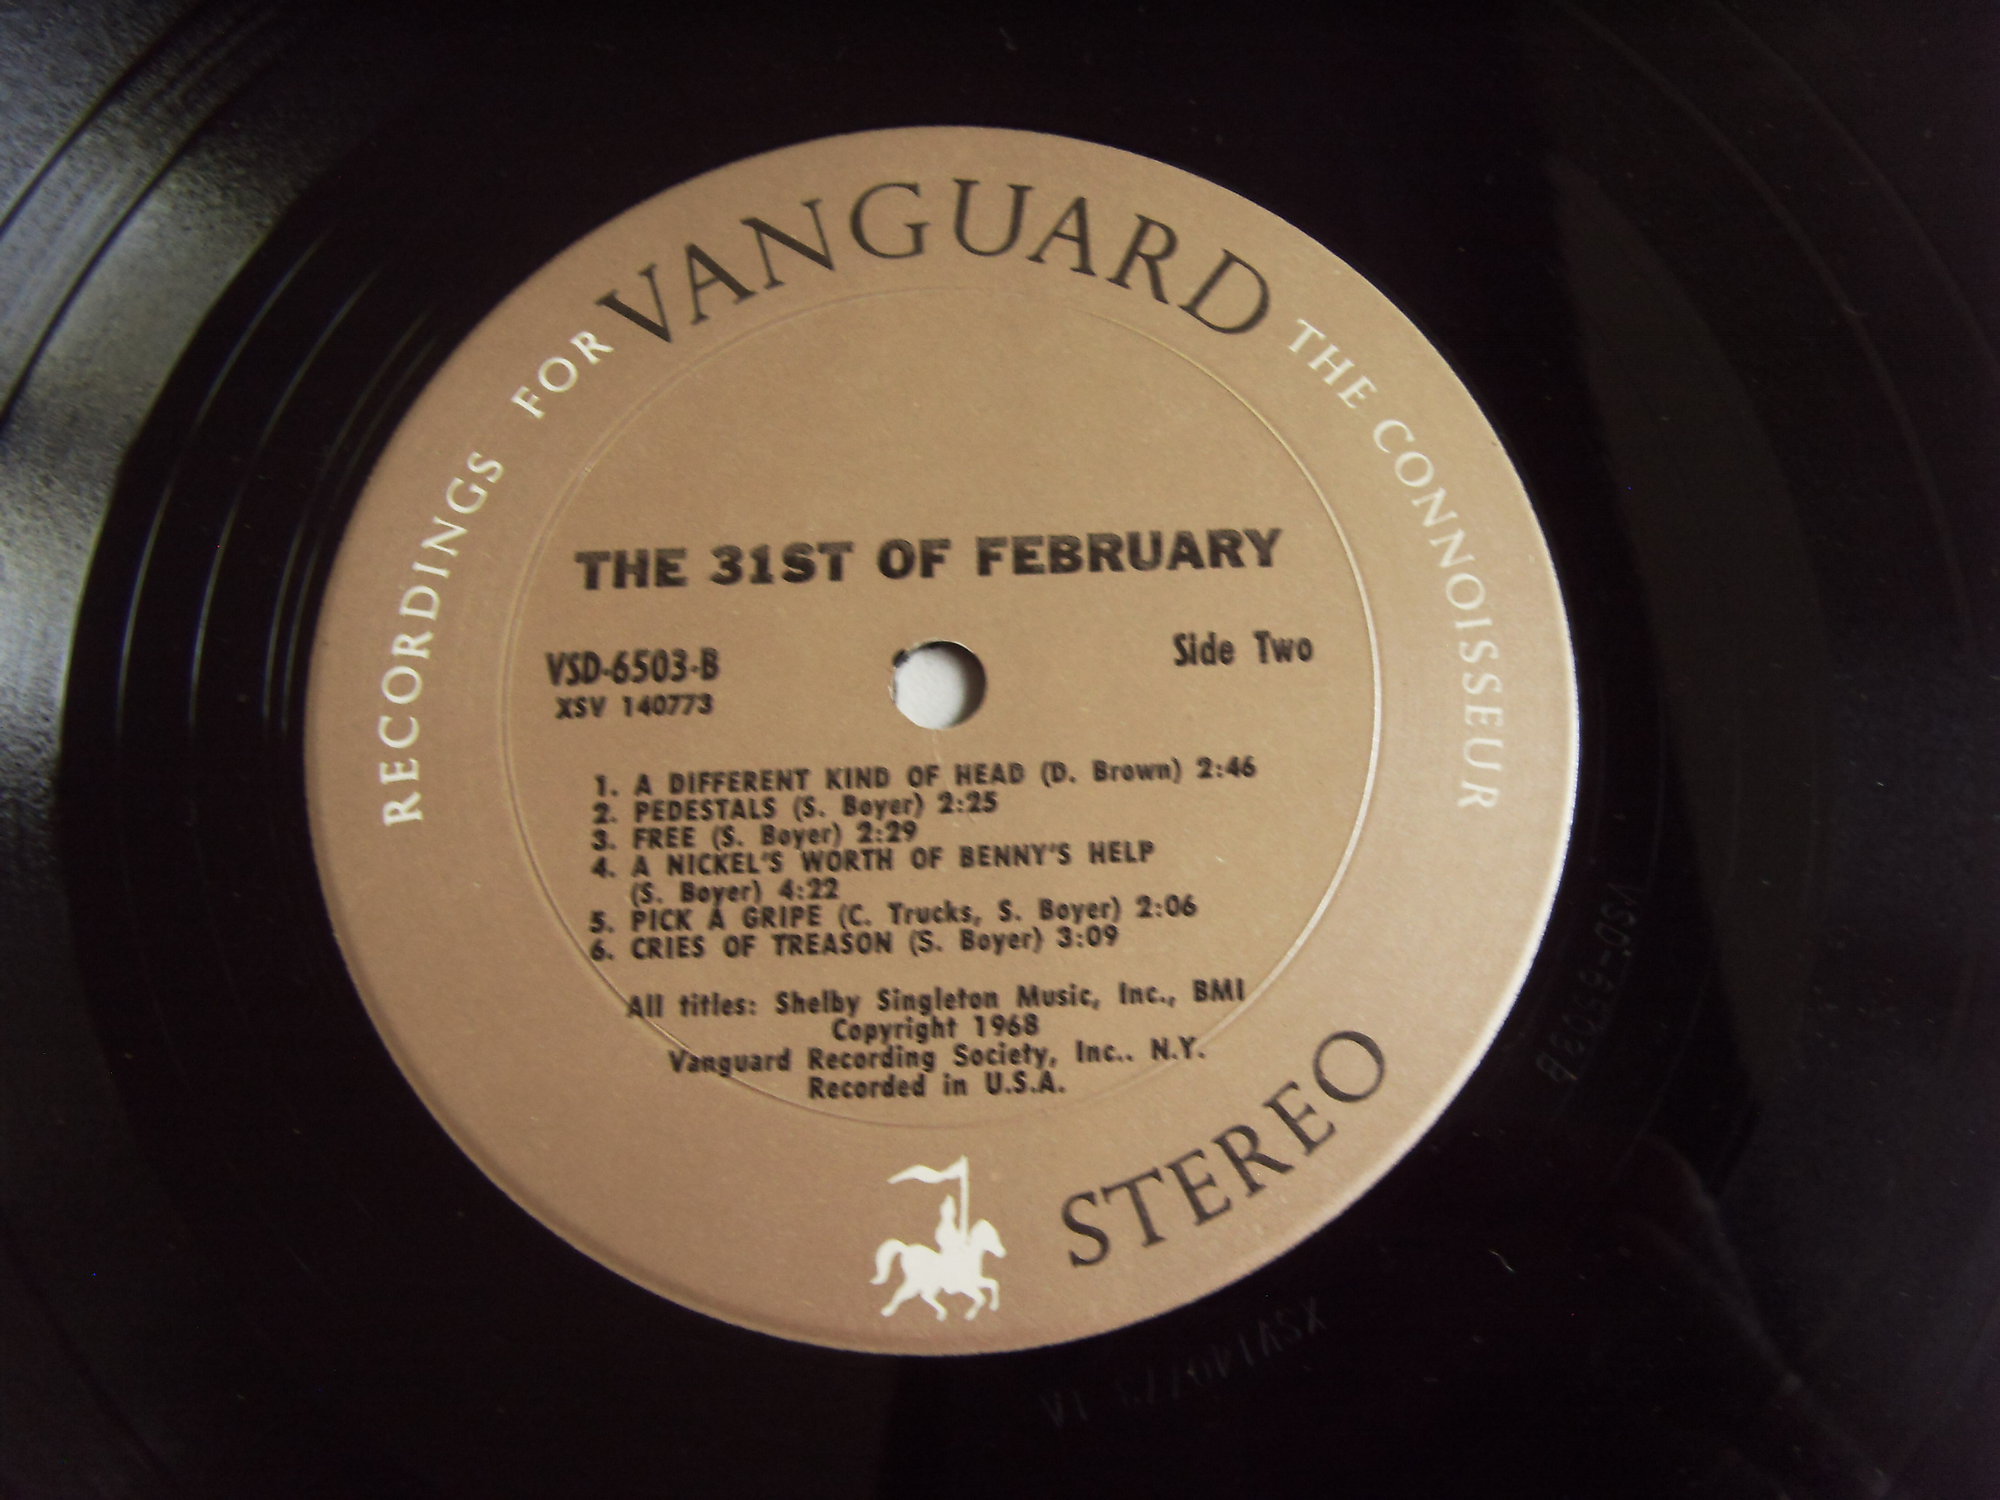 RECORDINGS FOR VANGUARD THE CONNOISSEUR
THE 31ST OF FEBRUARY
VSD-6503-B
Side Two
XSV 140773
1. A DIFFERENT KIND OF HEAD (D. Brown) 2:46
2. PEDESTALS (S. Boyer) 2:25
3. FREE (S. Boyer) 2:29
4. A NICKEL'S WORTH OF BENNY'S HELP
(S. Boyer) 4:22
5. PICK A GRIPE (C. Trucks, S. Boyer) 2:06
6. CRIES OF TREASON (S. Boyer) 3:09
All titles: Shelby Singleton Music, Inc., BMI
Copyright 1968
Vanguard Recording Society, Inc.. N.Y.
Recorded in U.S.A.
STEREO